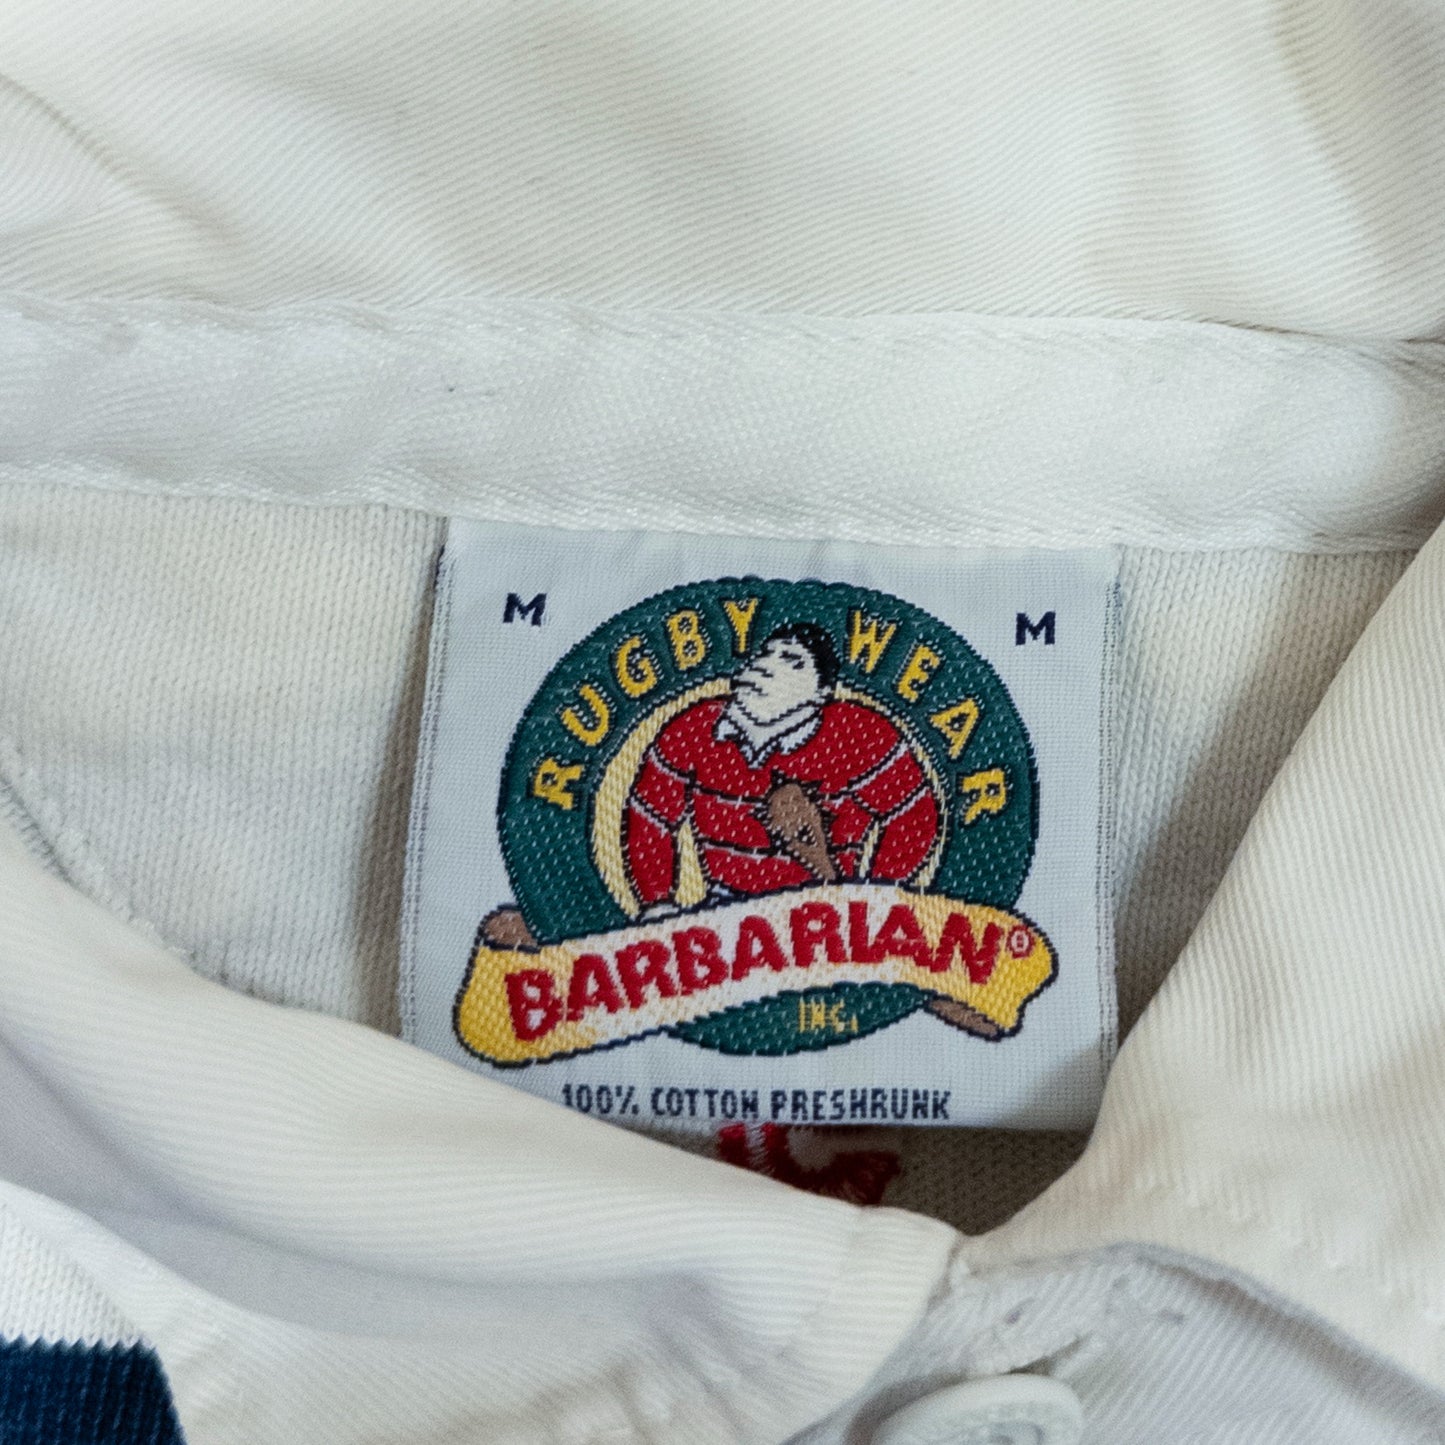 M M
RUGBY WEAR
BARBARIAN®
INC.
100% COTTON PRESHRUNK